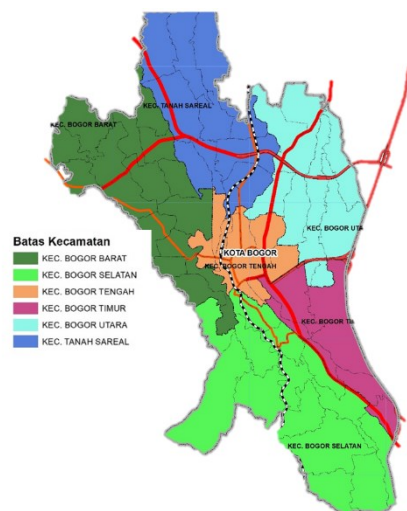 KEC. TANAH SAREAL
KEC. BOGOR BARAT
KEC. BOGOR UTA
KOTA BOGOR
KEC. BOGOR TENGAH
KEC. BOGOR TI
KEC. BOGOR SELATAN
Batas Kecamatan
KEC. BOGOR BARAT
KEC. BOGOR SELATAN
KEC. BOGOR TENGAH
KEC. BOGOR TIMUR
KEC. BOGOR UTARA
KEC. TANAH SAREAL